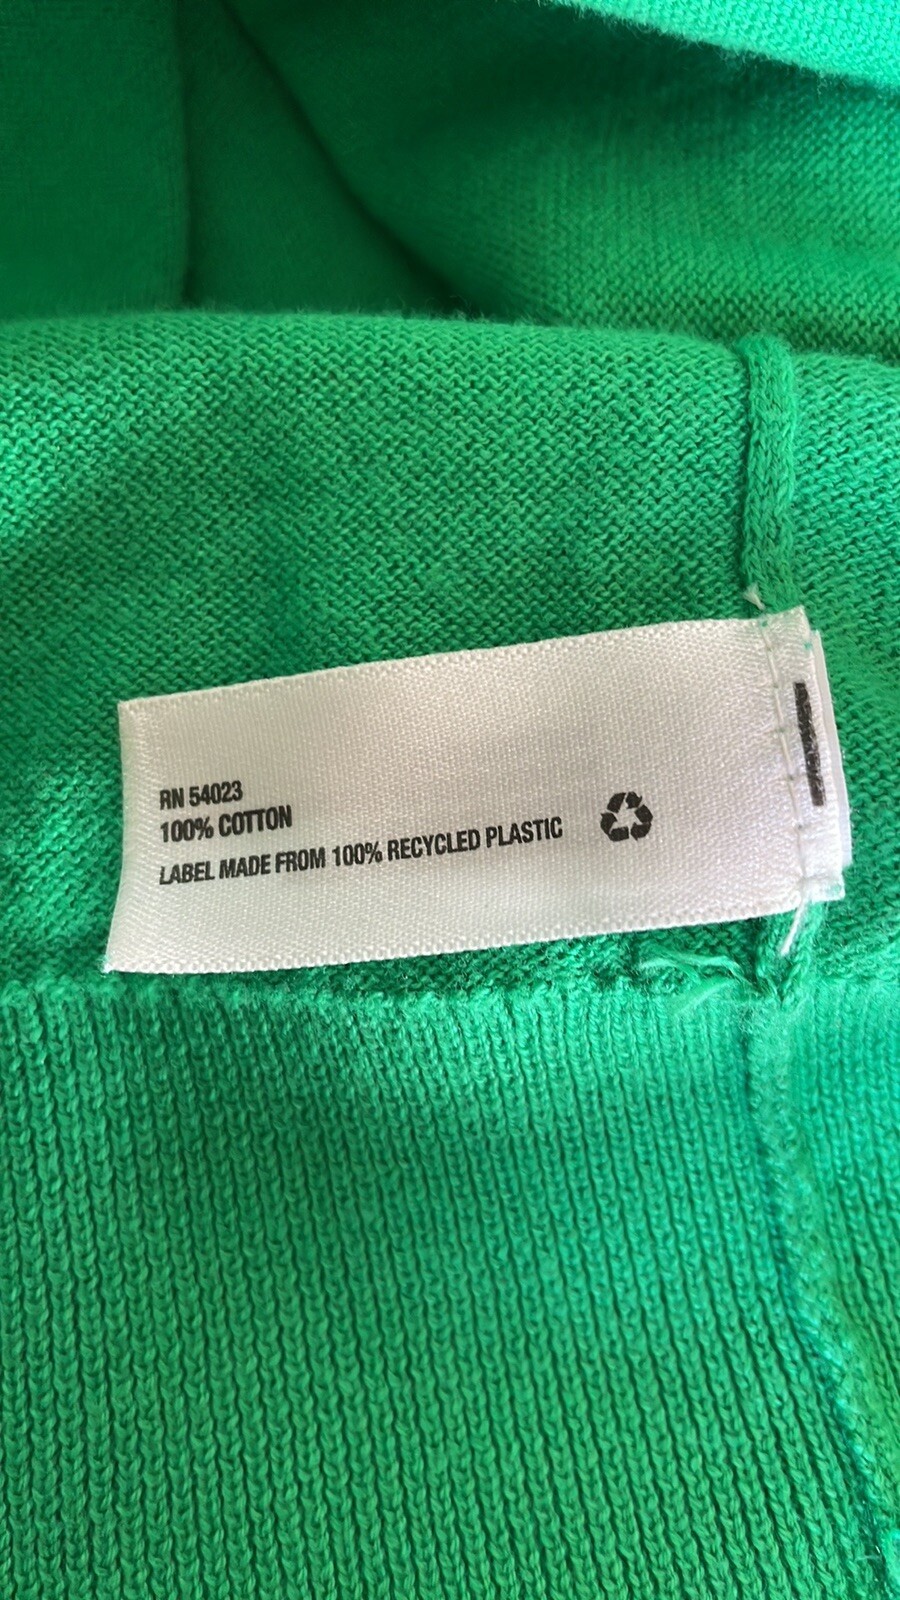 RN 54023
100% COTTON
LABEL MADE FROM 100% RECYCLED PLASTIC